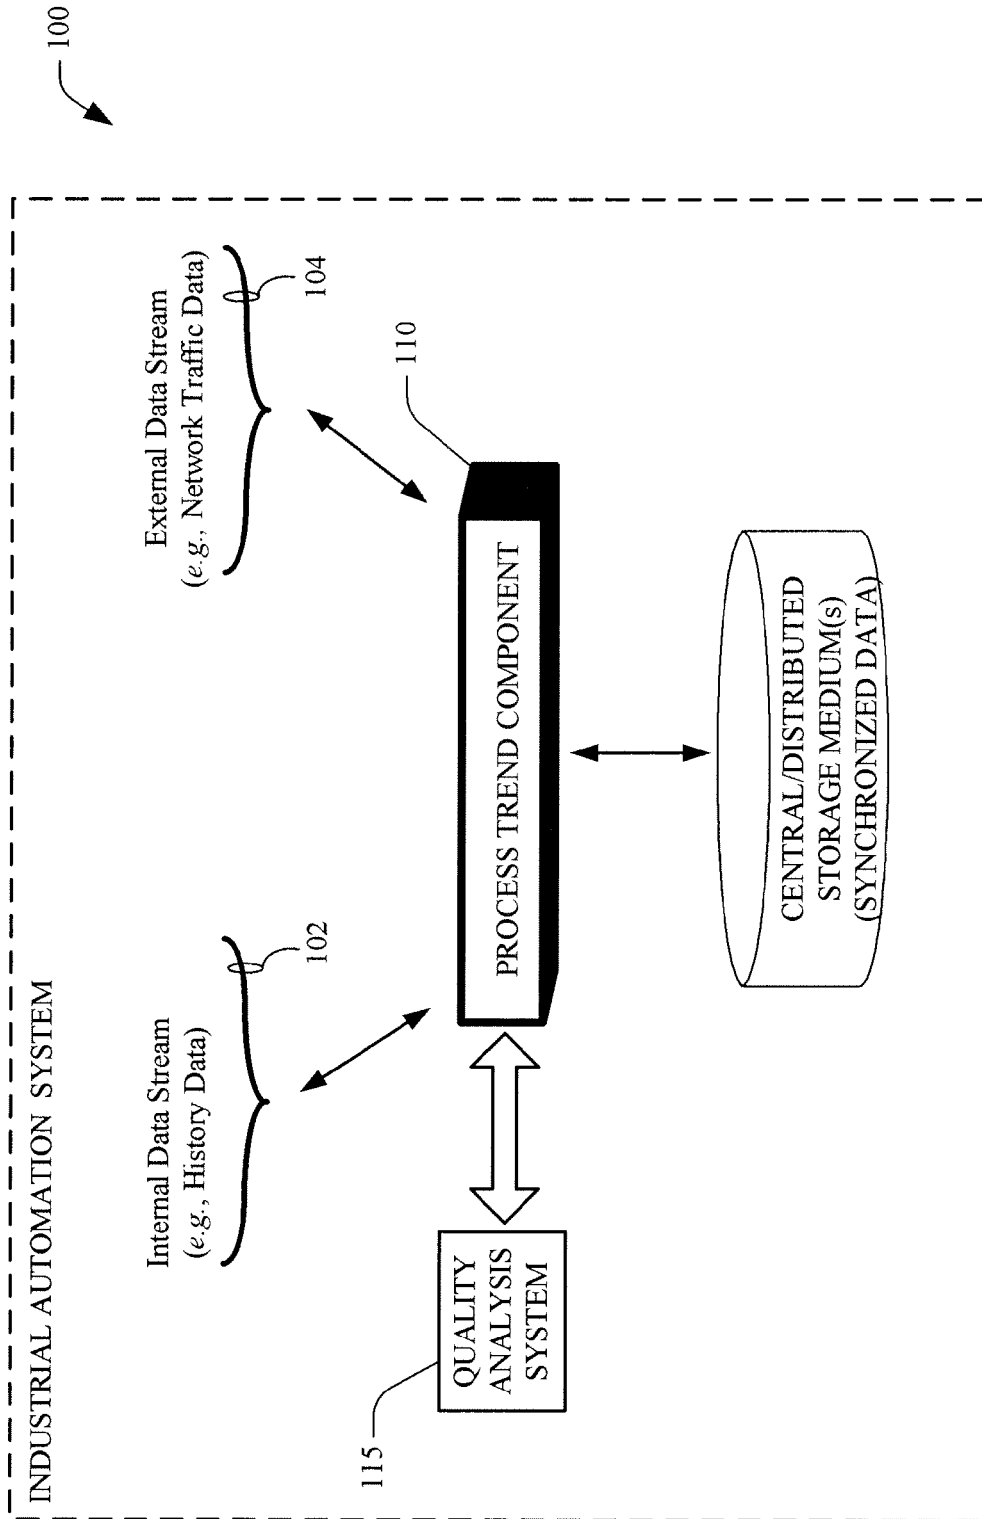 100
INDUSTRIAL AUTOMATION SYSTEM
Internal Data Stream
(e.g., History Data)
102
External Data Stream
(e.g., Network Traffic Data)
104
110
PROCESS TREND COMPONENT
115
QUALITY
ANALYSIS
SYSTEM
CENTRAL/DISTRIBUTED
STORAGE MEDIUM(s)
(SYNCHRONIZED DATA)